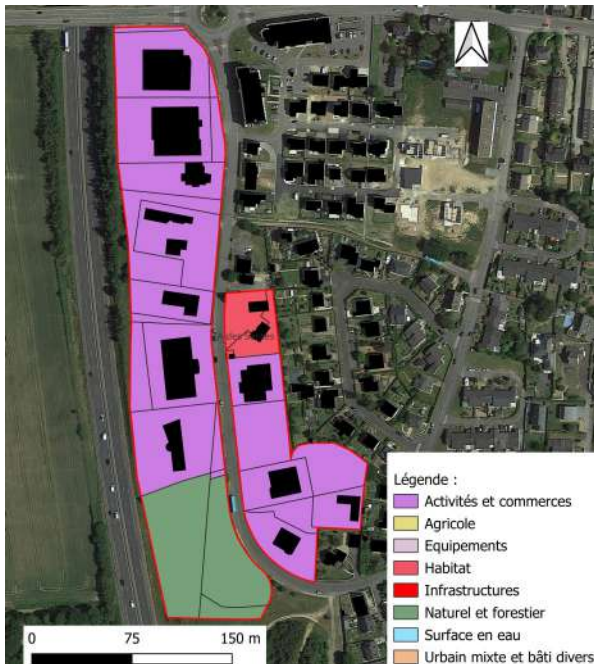 Légende :
Activités et commerces
Agricole
Equipements
Habitat
Infrastructures
Naturel et forestier
Surface en eau
Urbain mixte et bâti divers
0 75 150 m